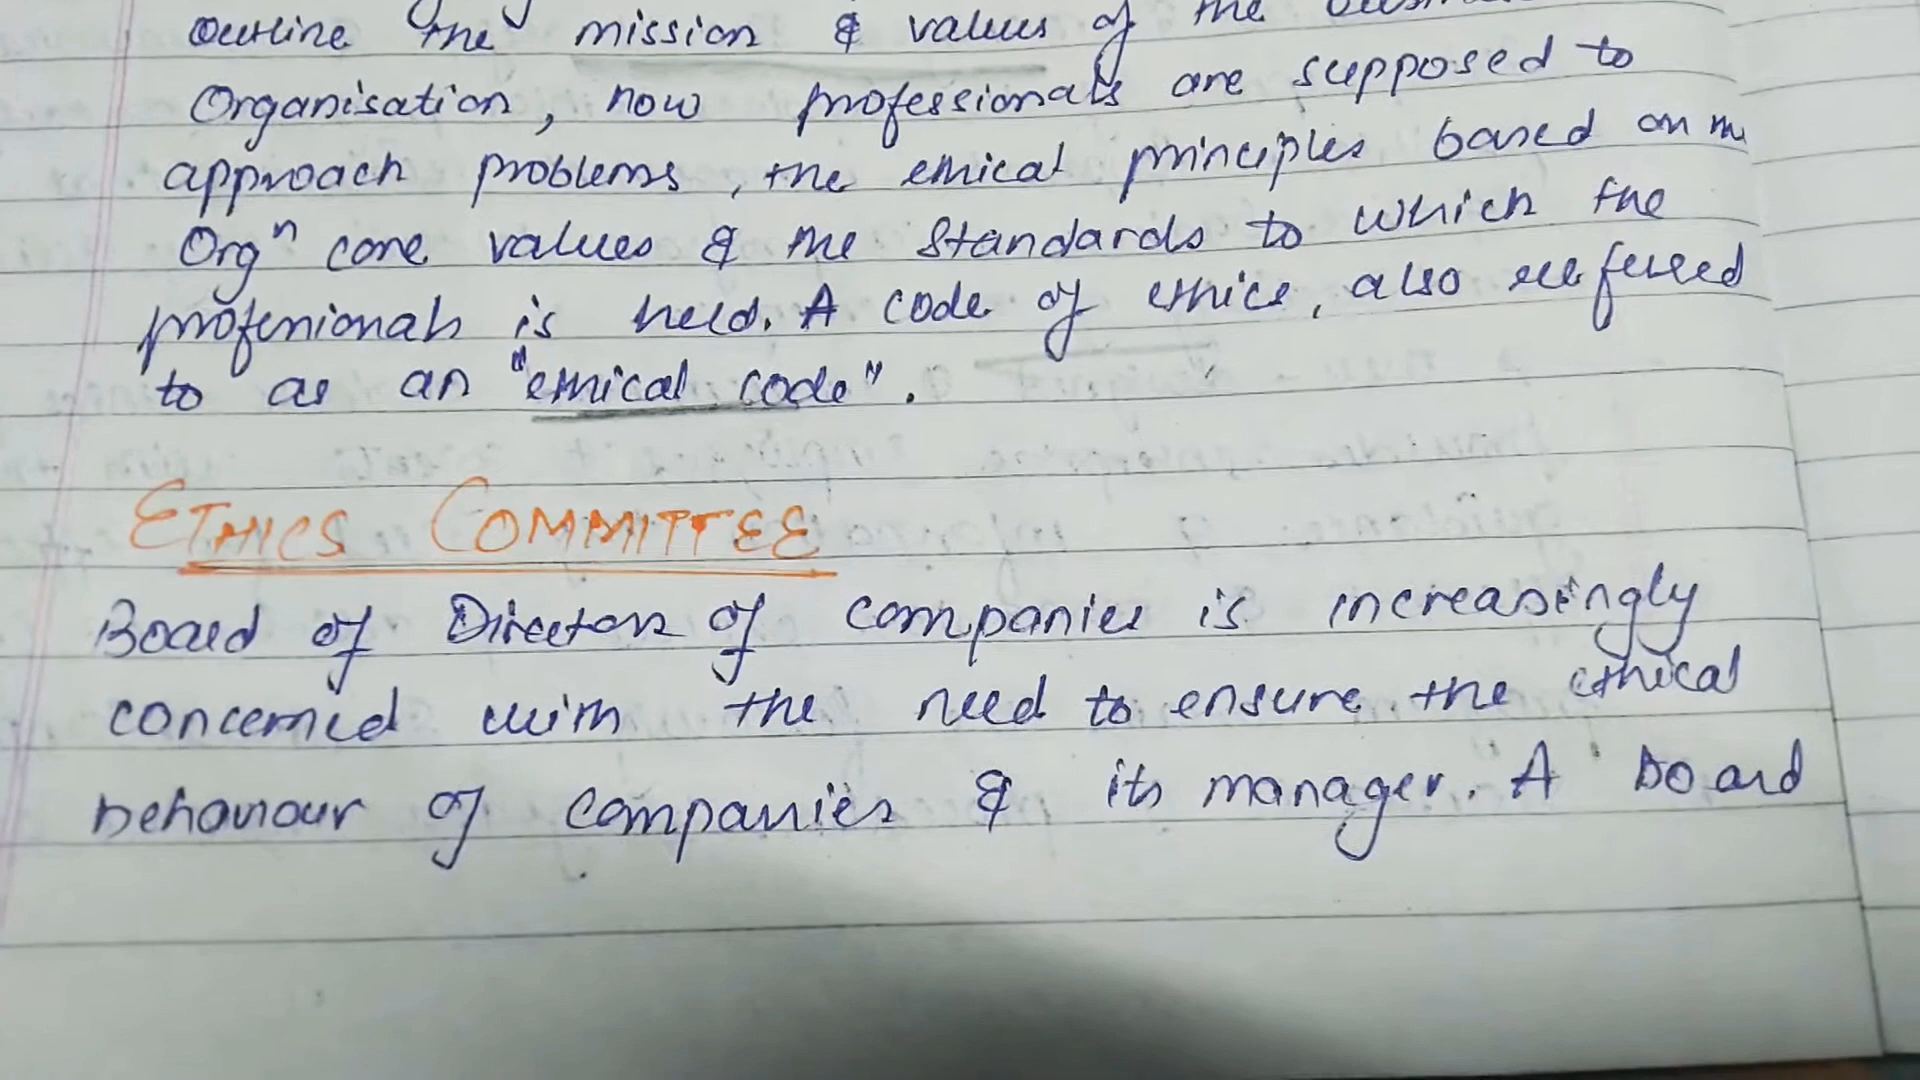 outline the mission & values of the
Organisation, how professionals are supposed to
approach problems, the ethical principles based on the
Orgⁿ core values & the standards to which the
professionals is held. A code of ethics, also referred
to as an "ethical code".
ETHICS COMMITTEE
Board of Directors of companies is increasingly
concerned with the need to ensure the ethical
behaviour of companies & its manager. A board